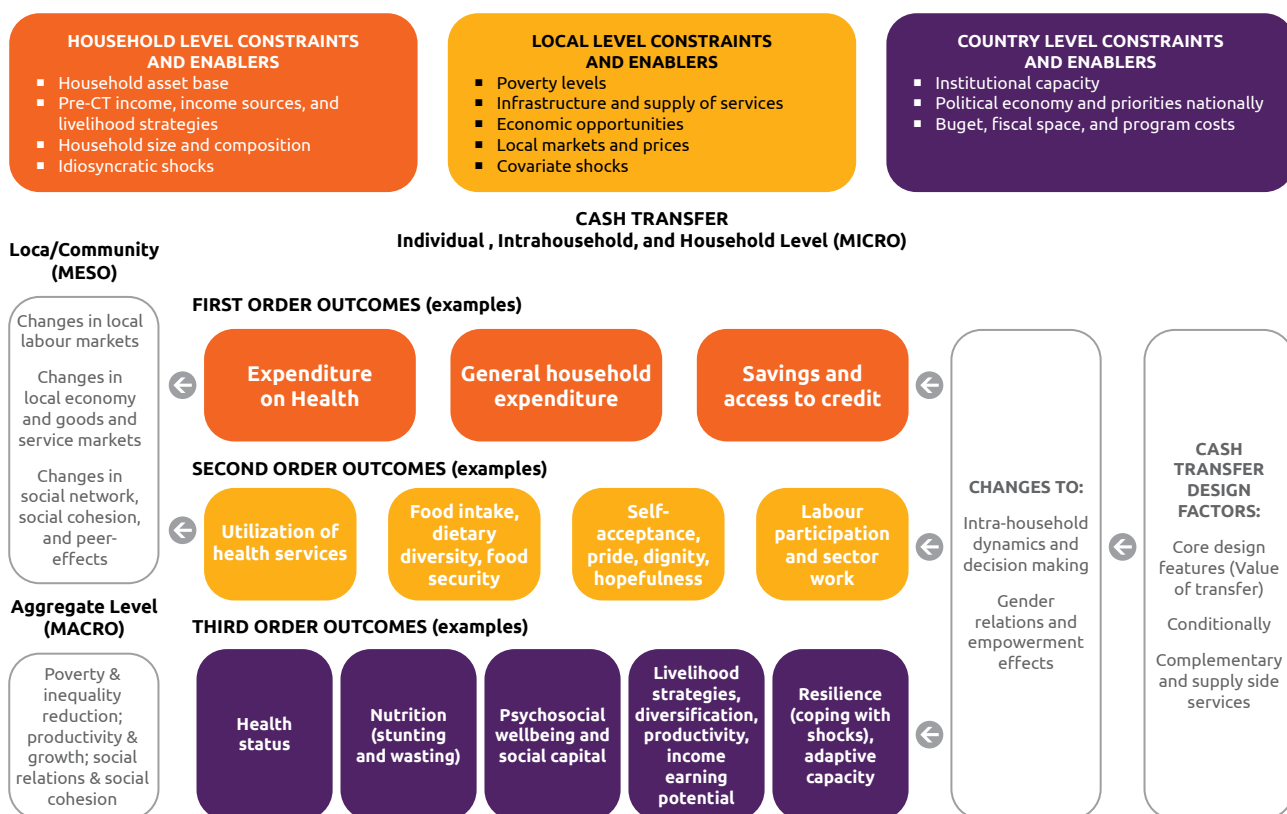 HOUSEHOLD LEVEL CONSTRAINTS
AND ENABLERS
▪ Household asset base
▪ Pre-CT income, income sources, and
livelihood strategies
▪ Household size and composition
▪ Idiosyncratic shocks
LOCAL LEVEL CONSTRAINTS
AND ENABLERS
▪ Poverty levels
▪ Infrastructure and supply of services
▪ Economic opportunities
▪ Local markets and prices
▪ Covariate shocks
COUNTRY LEVEL CONSTRAINTS
AND ENABLERS
▪ Institutional capacity
▪ Political economy and priorities nationally
▪ Buget, fiscal space, and program costs
CASH TRANSFER
Individual , Intrahousehold, and Household Level (MICRO)
Loca/Community
(MESO)
Changes in local
labour markets
Changes in
local economy
and goods and
service markets
Changes in
social network,
social cohesion,
and peer-
effects
Aggregate Level
(MACRO)
Poverty &
inequality
reduction;
productivity &
growth; social
relations & social
cohesion
FIRST ORDER OUTCOMES (examples)
Expenditure
on Health
General household
expenditure
Savings and
access to credit
SECOND ORDER OUTCOMES (examples)
Utilization of
health services
Food intake,
dietary
diversity, food
security
Self-
acceptance,
pride, dignity,
hopefulness
Labour
participation
and sector
work
THIRD ORDER OUTCOMES (examples)
Health
status
Nutrition
(stunting
and wasting)
Psychosocial
wellbeing and
social capital
Livelihood
strategies,
diversification,
productivity,
income
earning
potential
Resilience
(coping with
shocks),
adaptive
capacity
CHANGES TO:
Intra-household
dynamics and
decision making
Gender
relations and
empowerment
effects
CASH
TRANSFER
DESIGN
FACTORS:
Core design
features (Value
of transfer)
Conditionally
Complementary
and supply side
services